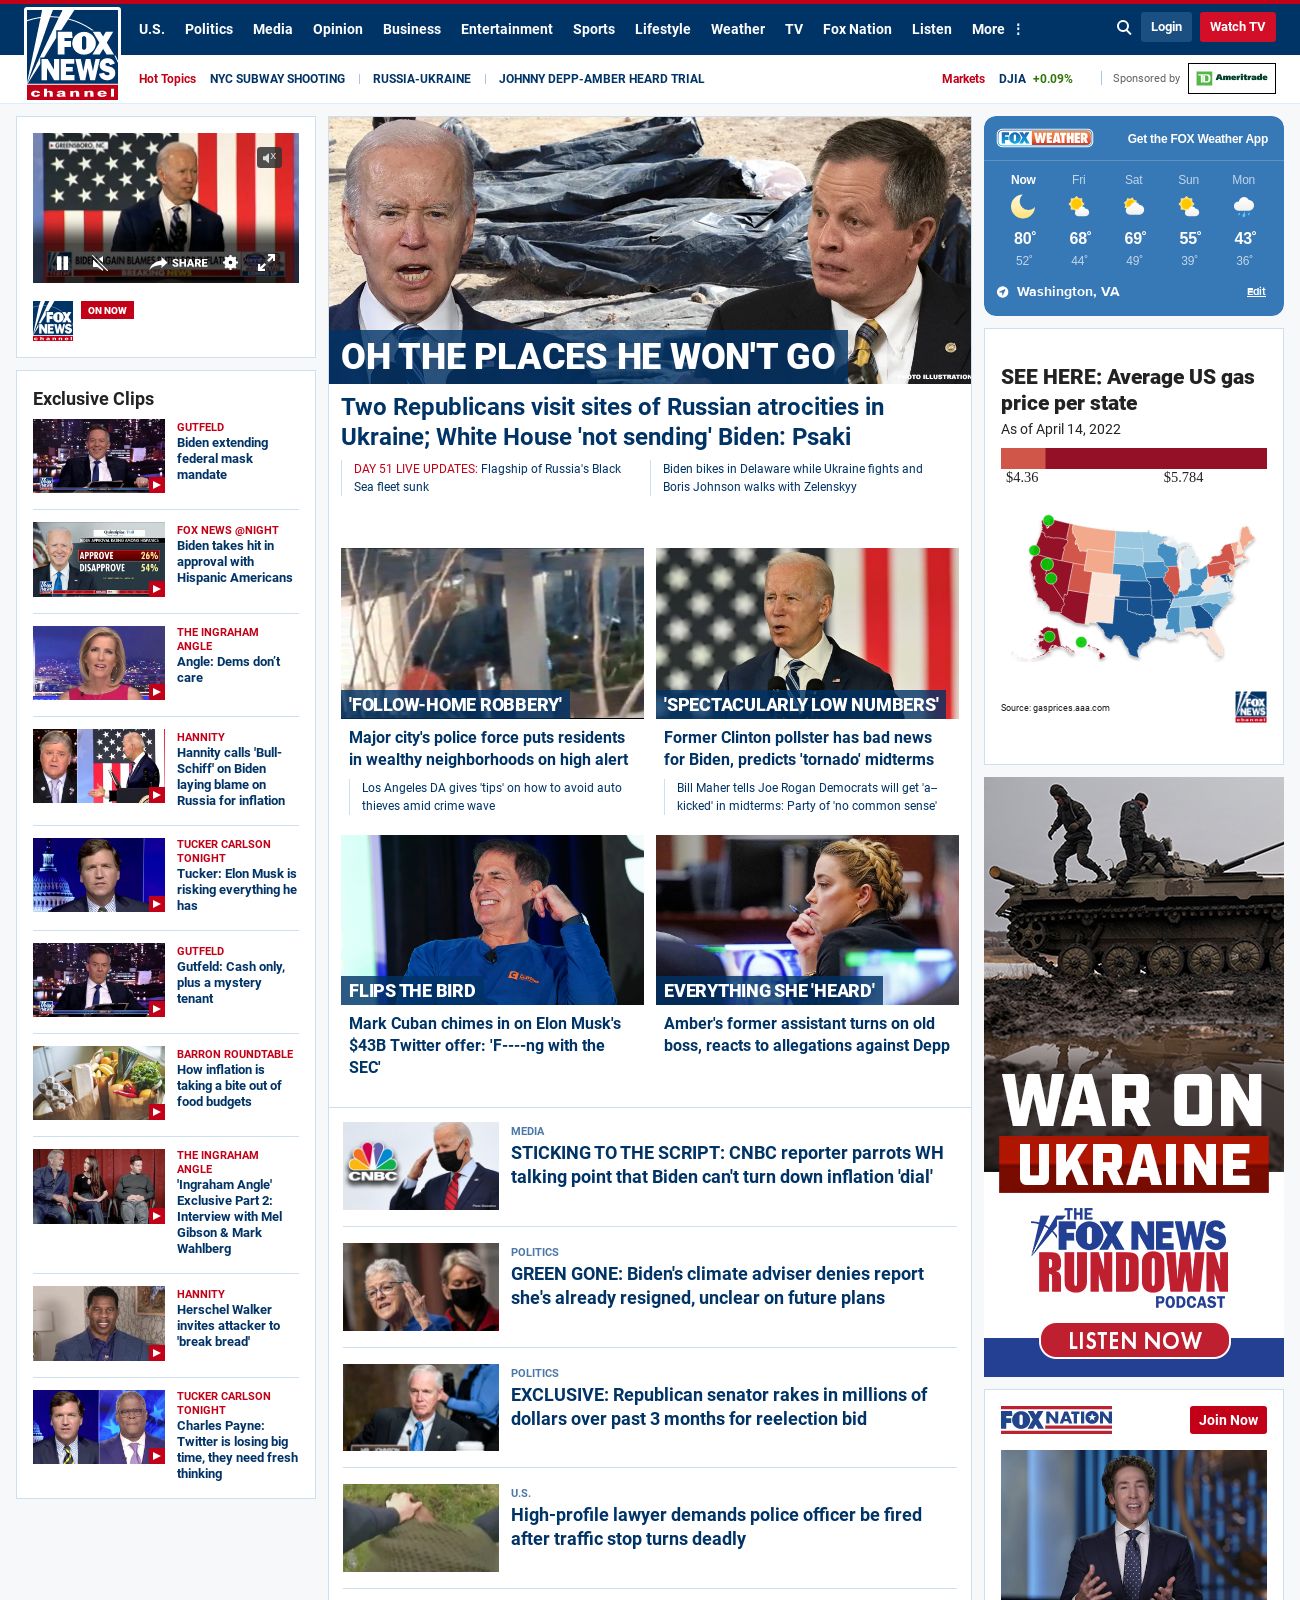 FOX
NEWS
channel
U.S. Politics Media Opinion Business Entertainment Sports Lifestyle Weather TV Fox Nation Listen More
Login
Watch TV
Hot Topics NYC SUBWAY SHOOTING RUSSIA-UKRAINE JOHNNY DEPP-AMBER HEARD TRIAL
Markets DJIA +0.09% Sponsored by TD Ameritrade
GREENSBORO, NC
SHARE
BREAKING NEWS
FOX
NEWS
channel
ON NOW
Exclusive Clips
GUTFELD
Biden extending
federal mask
mandate
APPROVE 26%
DISAPPROVE 54%
FOX NEWS @NIGHT
Biden takes hit in
approval with
Hispanic Americans
THE INGRAHAM
ANGLE
Angle: Dems don't
care
HANNITY
Hannity calls 'Bull-
Schiff' on Biden
laying blame on
Russia for inflation
TUCKER CARLSON
TONIGHT
Tucker: Elon Musk is
risking everything he
has
GUTFELD
Gutfeld: Cash only,
plus a mystery
tenant
BARRON ROUNDTABLE
How inflation is
taking a bite out of
food budgets
THE INGRAHAM
ANGLE
'Ingraham Angle'
Exclusive Part 2:
Interview with Mel
Gibson & Mark
Wahlberg
HANNITY
Herschel Walker
invites attacker to
'break bread'
TUCKER CARLSON
TONIGHT
Charles Payne:
Twitter is losing big
time, they need fresh
thinking
OH THE PLACES HE WON'T GO
PHOTO ILLUSTRATION
Two Republicans visit sites of Russian atrocities in
Ukraine; White House 'not sending' Biden: Psaki
DAY 51 LIVE UPDATES: Flagship of Russia's Black
Sea fleet sunk
Biden bikes in Delaware while Ukraine fights and
Boris Johnson walks with Zelenskyy
'FOLLOW-HOME ROBBERY'
Major city's police force puts residents
in wealthy neighborhoods on high alert
Los Angeles DA gives 'tips' on how to avoid auto
thieves amid crime wave
'SPECTACULARLY LOW NUMBERS'
Former Clinton pollster has bad news
for Biden, predicts 'tornado' midterms
Bill Maher tells Joe Rogan Democrats will get 'a--
kicked' in midterms: Party of 'no common sense'
FLIPS THE BIRD
Mark Cuban chimes in on Elon Musk's
$43B Twitter offer: 'F----ng with the
SEC'
EVERYTHING SHE 'HEARD'
Amber's former assistant turns on old
boss, reacts to allegations against Depp
CNBC
MEDIA
STICKING TO THE SCRIPT: CNBC reporter parrots WH
talking point that Biden can't turn down inflation 'dial'
POLITICS
GREEN GONE: Biden's climate adviser denies report
she's already resigned, unclear on future plans
POLITICS
EXCLUSIVE: Republican senator rakes in millions of
dollars over past 3 months for reelection bid
U.S.
High-profile lawyer demands police officer be fired
after traffic stop turns deadly
FOX WEATHER
Get the FOX Weather App
Now Fri Sat Sun Mon
80° 68° 69° 55° 43°
52° 44° 49° 39° 36°
Washington, VA
Edit
SEE HERE: Average US gas
price per state
As of April 14, 2022
$4.36 $5.784
Source: gasprices.aaa.com
FOX
NEWS
channel
WAR ON
UKRAINE
THE
FOX NEWS
RUNDOWN
PODCAST
LISTEN NOW
FOX NATION
Join Now